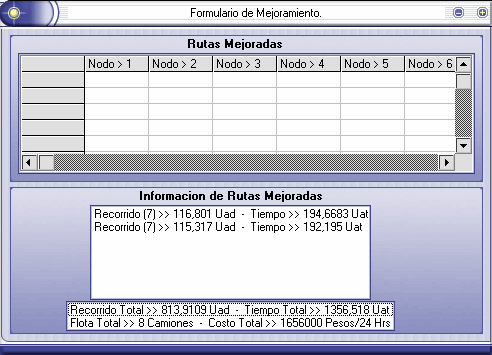 Formulario de Mejoramiento.
Rutas Mejoradas
Nodo > 1 Nodo > 2 Nodo > 3 Nodo > 4 Nodo > 5 Nodo > 6
Informacion de Rutas Mejoradas
Recorrido (7) >> 116,801 Uad - Tiempo >> 194,6683 Uat
Recorrido (7) >> 115,317 Uad - Tiempo >> 192,195 Uat
Recorrido Total >> 813,9109 Uad - Tiempo Total >> 1356,518 Uat
Flota Total >> 8 Camiones - Costo Total >> 1656000 Pesos/24 Hrs